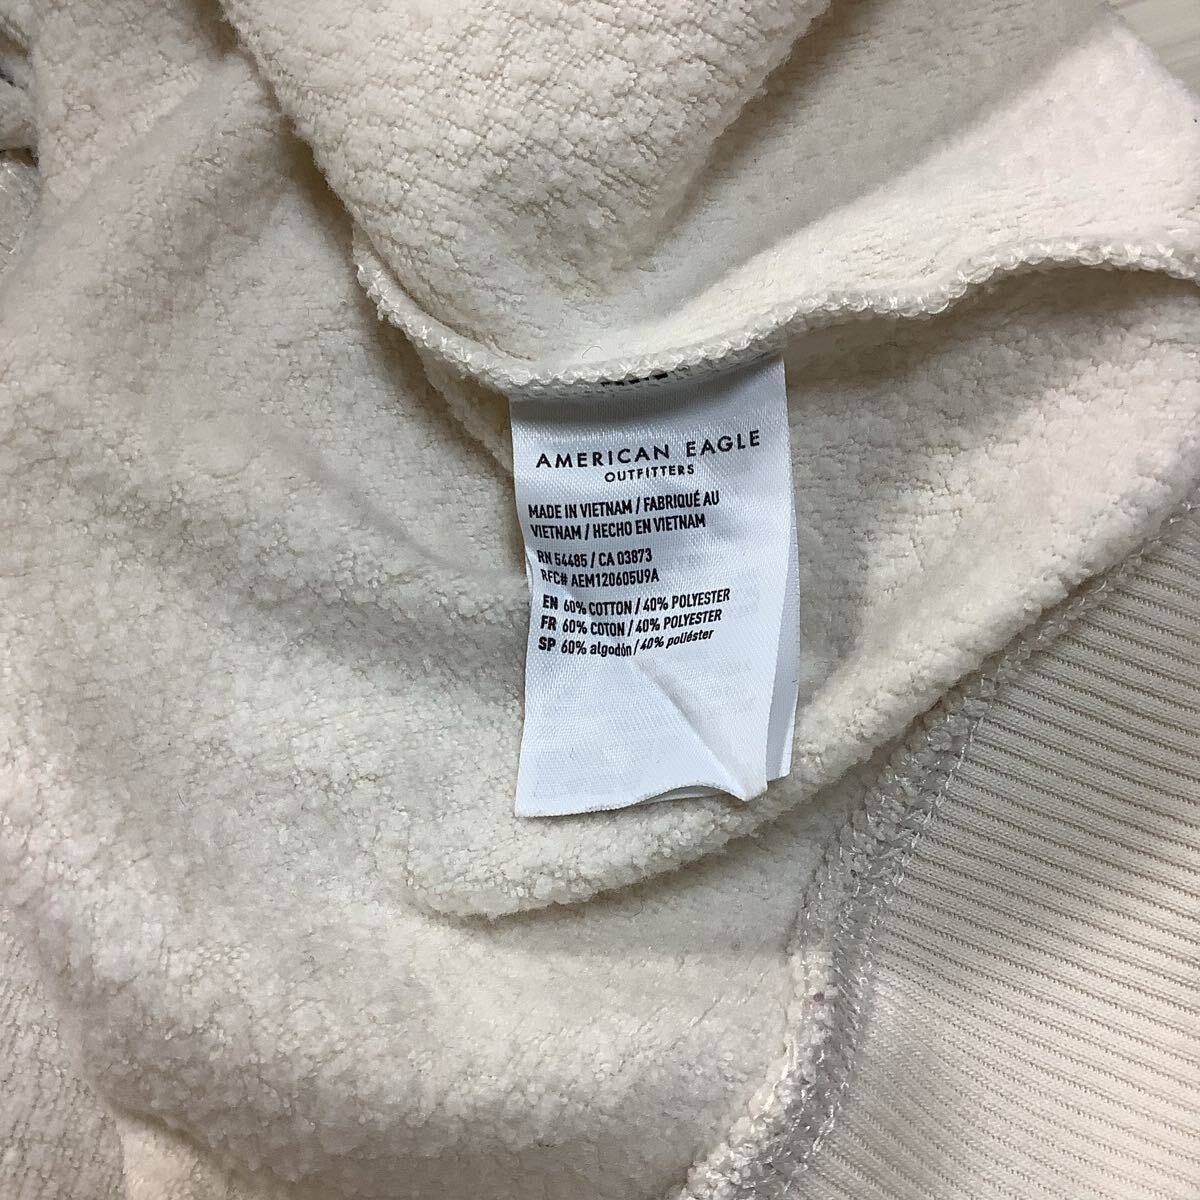 AMERICAN EAGLE
OUTFITTERS
MADE IN VIETNAM / FABRIQUÉ AU
VIETNAM / HECHO EN VIETNAM
RN 54485 / CA 03873
RFC# AEM120605U9A
EN 60% COTTON / 40% POLYESTER
FR 60% COTON / 40% POLYESTER
SP 60% algodón / 40% poliéster